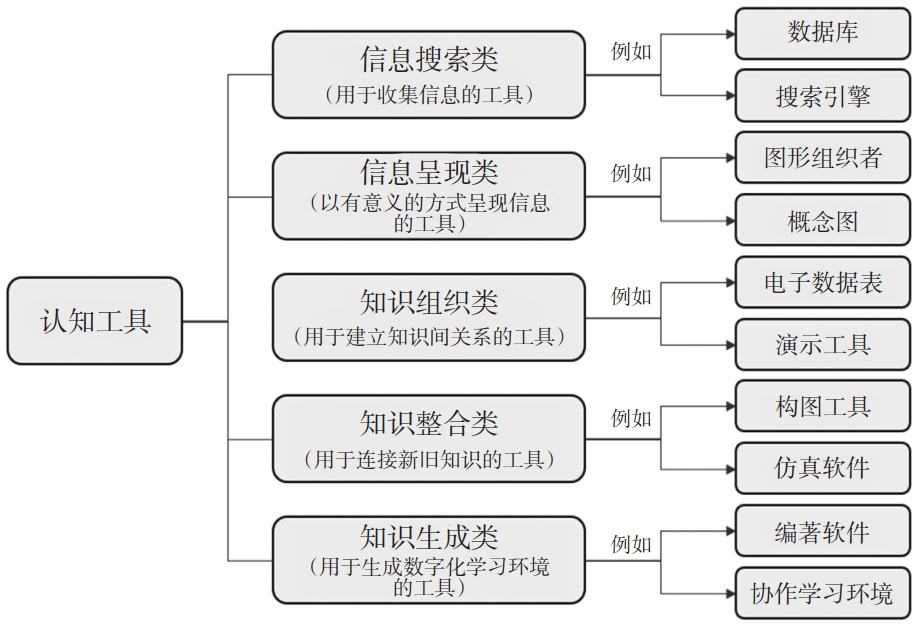 认知工具
信息搜索类
（用于收集信息的工具）
例如
数据库
搜索引擎
信息呈现类
（以有意义的方式呈现信息
的工具）
例如
图形组织者
概念图
知识组织类
（用于建立知识间关系的工具）
例如
电子数据表
演示工具
知识整合类
（用于连接新旧知识的工具）
例如
构图工具
仿真软件
知识生成类
（用于生成数字化学习环境
的工具）
例如
编著软件
协作学习环境